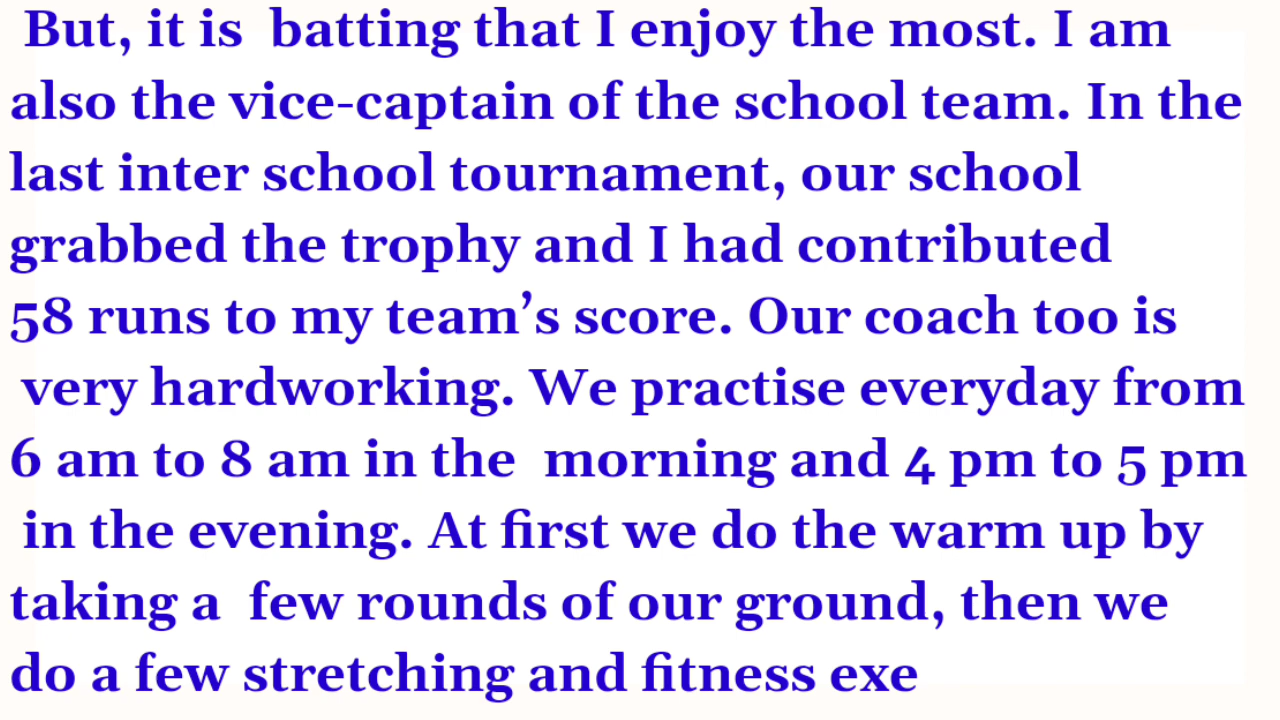 But, it is batting that I enjoy the most. I am
also the vice-captain of the school team. In the
last inter school tournament, our school
grabbed the trophy and I had contributed
58 runs to my team’s score. Our coach too is
very hardworking. We practise everyday from
6 am to 8 am in the morning and 4 pm to 5 pm
in the evening. At first we do the warm up by
taking a few rounds of our ground, then we
do a few stretching and fitness exe